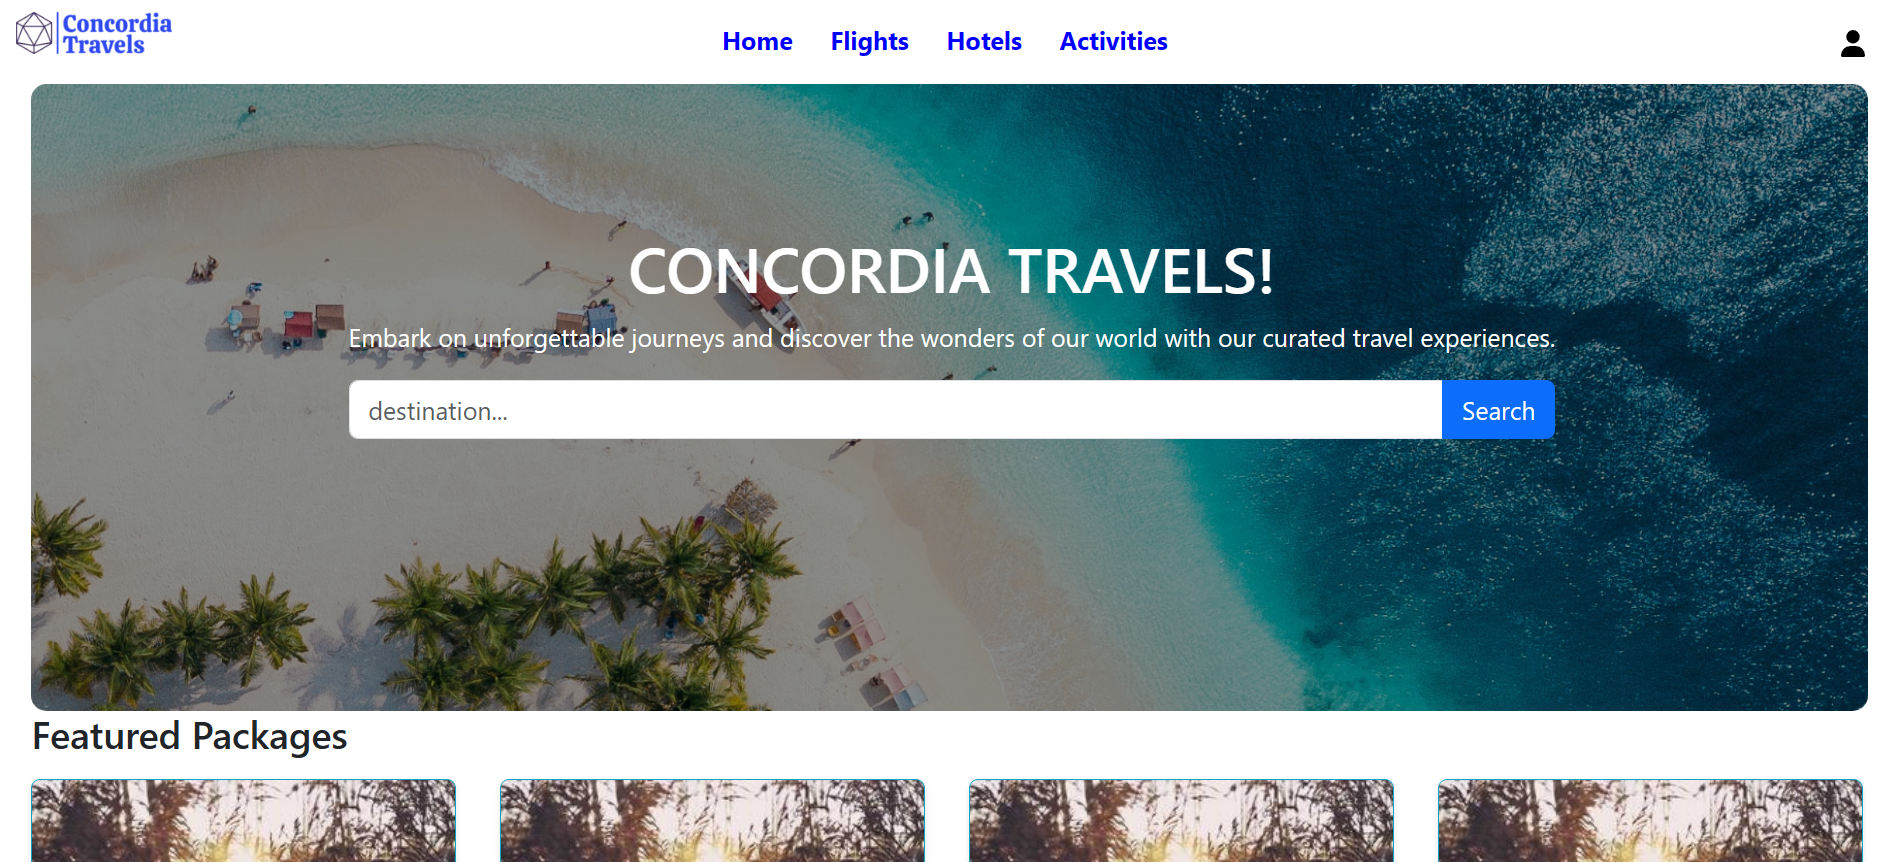 Concordia
Travels
Home Flights Hotels Activities
CONCORDIA TRAVELS!
Embark on unforgettable journeys and discover the wonders of our world with our curated travel experiences.
destination...
Search
Featured Packages